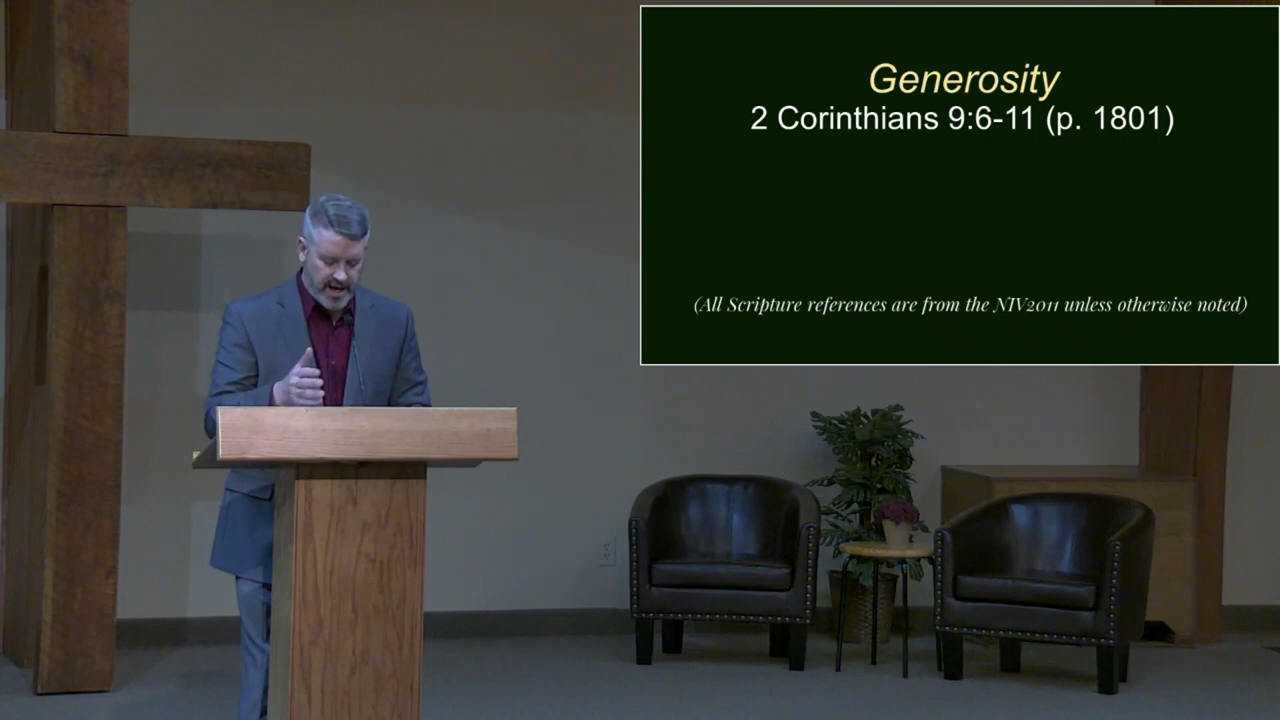 Generosity
2 Corinthians 9:6-11 (p. 1801)
(All Scripture references are from the NIV2011 unless otherwise noted)